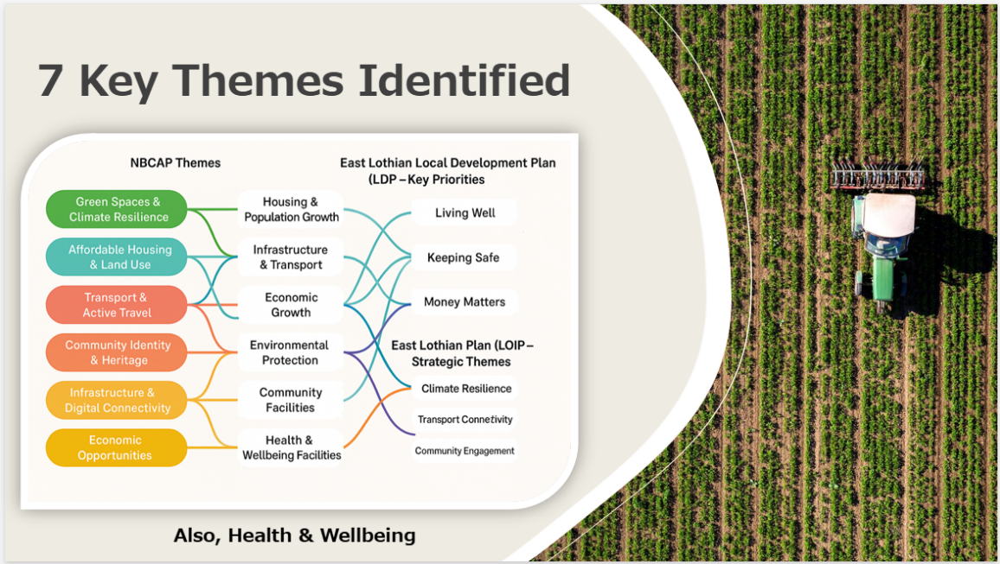 7 Key Themes Identified
NBCAP Themes
Green Spaces &
Climate Resilience
Affordable Housing
& Land Use
Transport &
Active Travel
Community Identity
& Heritage
Infrastructure &
Digital Connectivity
Economic
Opportunities
Housing &
Population Growth
Infrastructure
& Transport
Economic
Growth
Environmental
Protection
Community
Facilities
Health &
Wellbeing Facilities
East Lothian Local Development Plan
(LDP – Key Priorities
Living Well
Keeping Safe
Money Matters
East Lothian Plan (LOIP –
Strategic Themes
Climate Resilience
Transport Connetivity
Community Engagement
Also, Health & Wellbeing